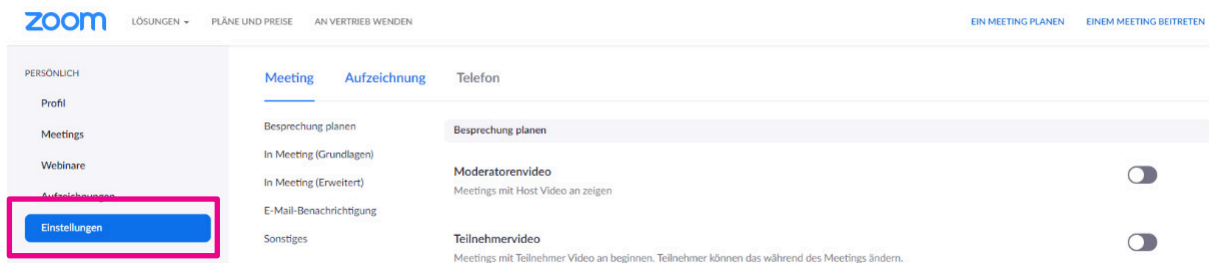 zoom LÖSUNGEN PLÄNE UND PREISE AN VERTRIEB WENDEN EIN MEETING PLANEN EINEM MEETING BEITRETEN
PERSÖNLICH
Profil
Meetings
Webinare
Aufzeichnungen
Einstellungen
Meeting Aufzeichnung Telefon
Besprechung planen
In Meeting (Grundlagen)
In Meeting (Erweitert)
E-Mail-Benachrichtigung
Sonstiges
Besprechung planen
Moderatorenvideo
Meetings mit Host Video an zeigen
Teilnehmervideo
Meetings mit Teilnehmer Video an beginnen. Teilnehmer können das während des Meetings ändern.